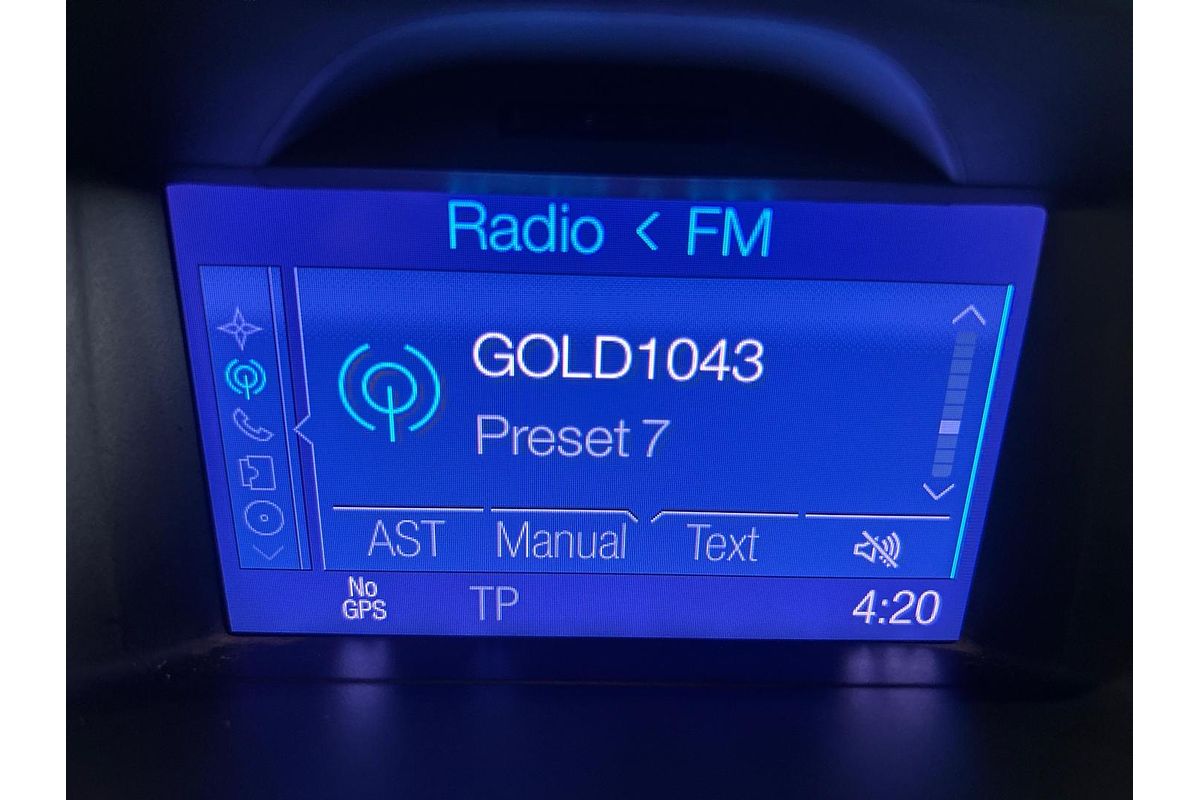 Radio < FM
GOLD1043
Preset 7
AST Manual Text
No
GPS
TP
4:20